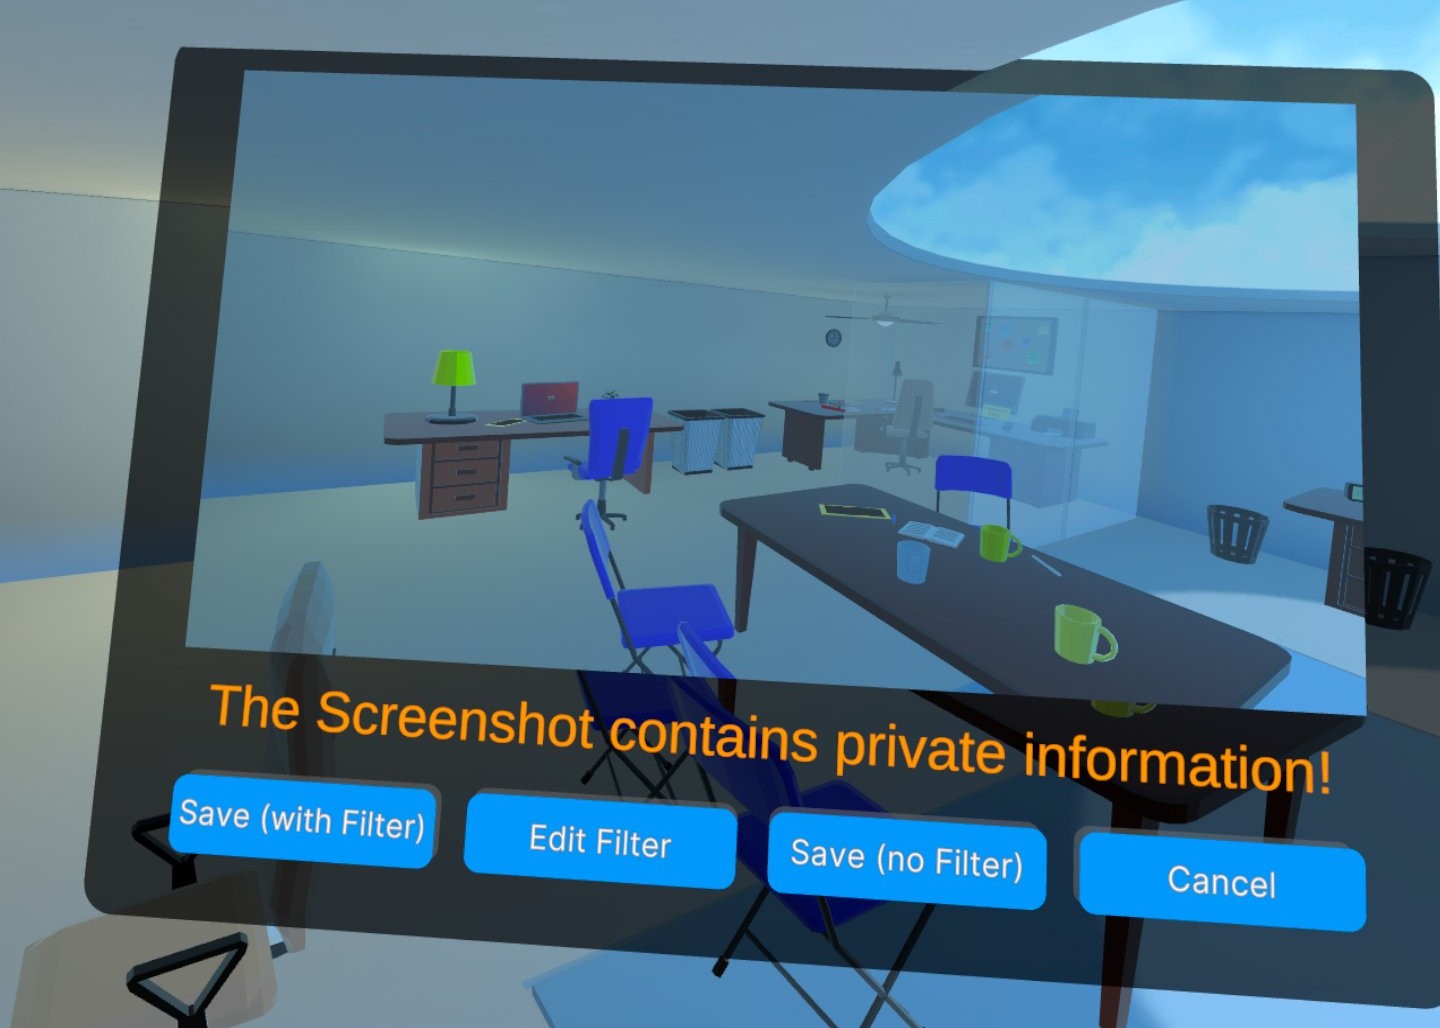 The Screenshot contains private information!
Save (with Filter)
Edit Filter
Save (no Filter)
Cancel